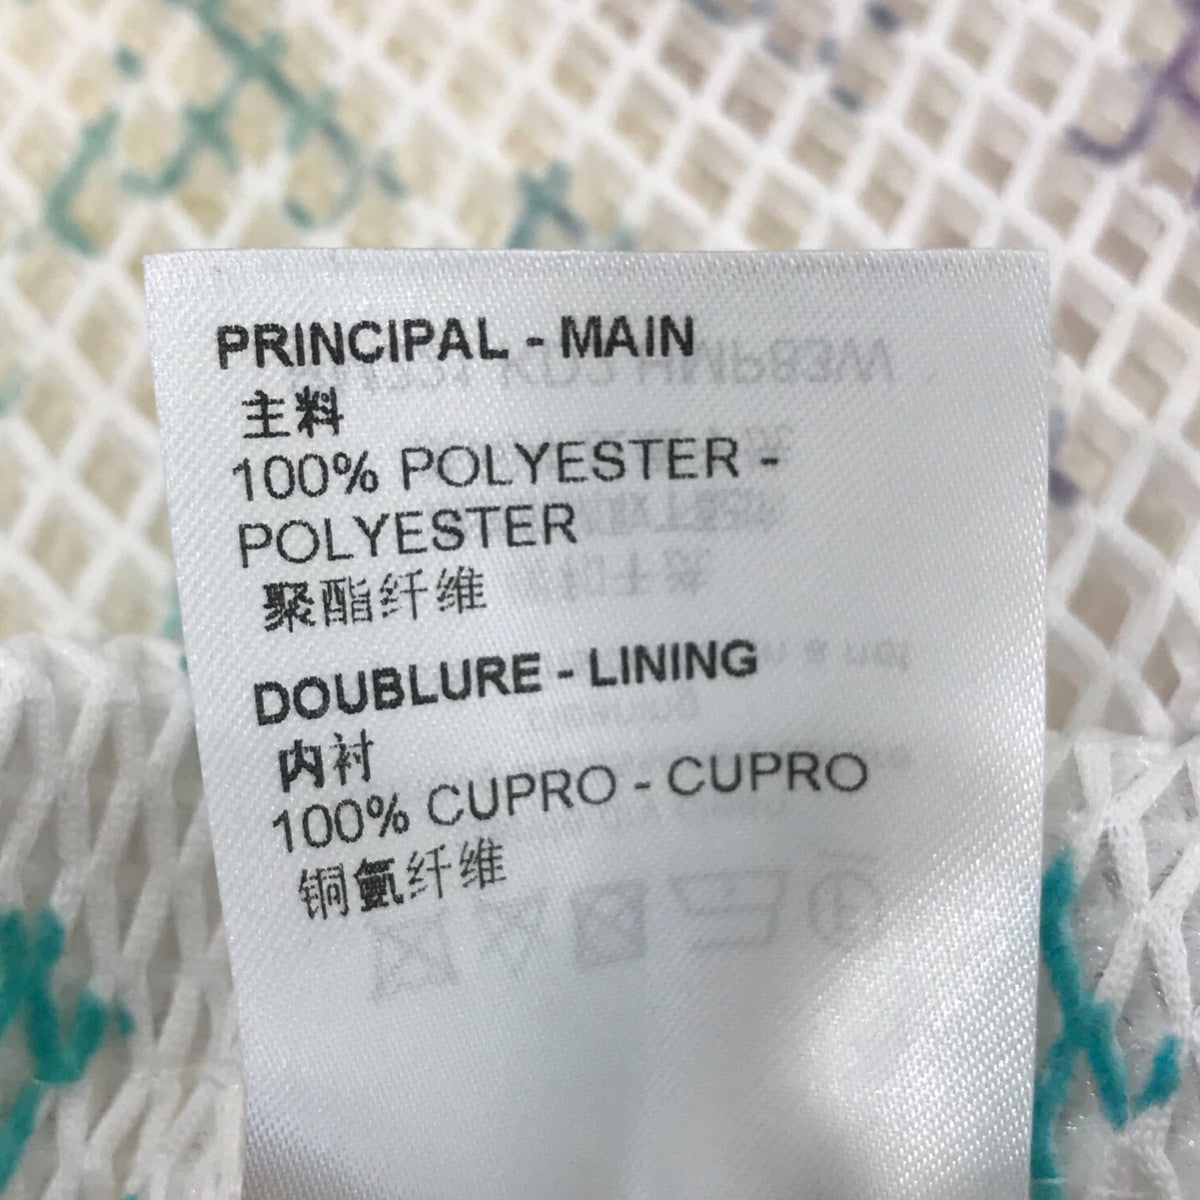 PRINCIPAL - MAIN
主料
100% POLYESTER -
POLYESTER
聚酯纤维
DOUBLURE - LINING
内衬
100% CUPRO - CUPRO
铜氨纤维